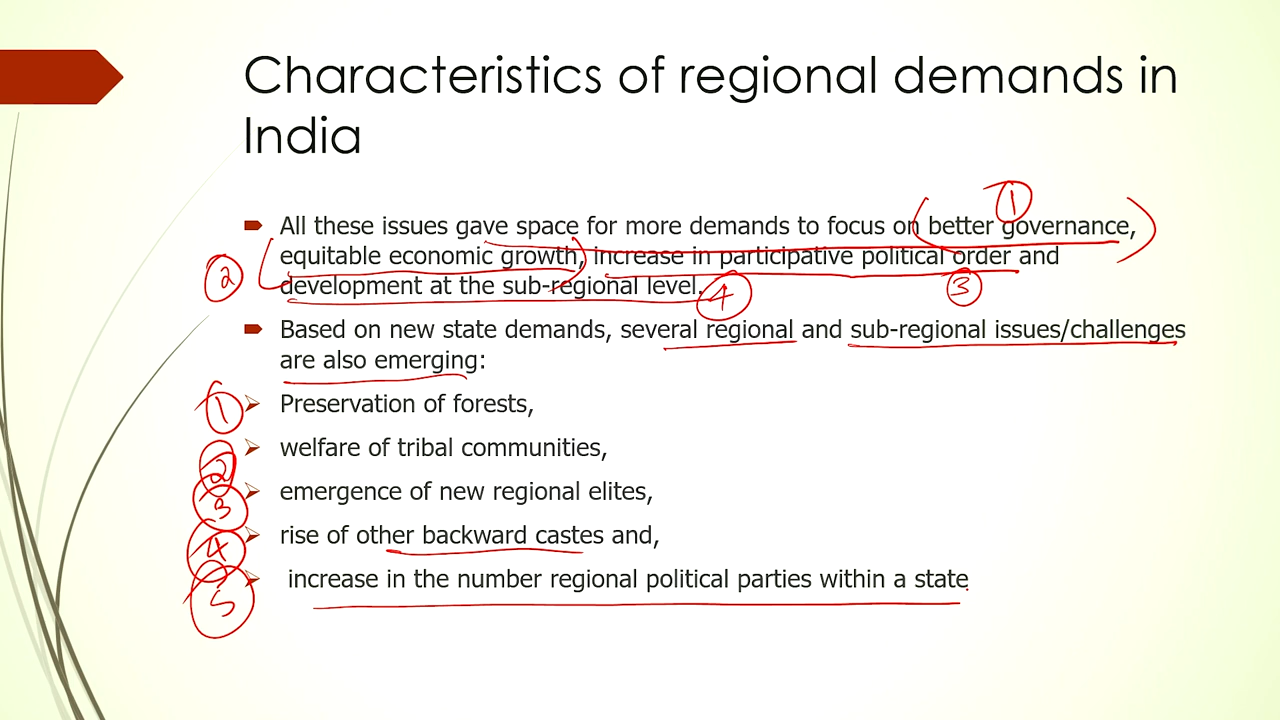 Characteristics of regional demands in
India
1
All these issues gave space for more demands to focus on better governance,
equitable economic growth, increase in participative political order and
2
development at the sub-regional level.
4
3
Based on new state demands, several regional and sub-regional issues/challenges
are also emerging:
1
Preservation of forests,
2
welfare of tribal communities,
3
emergence of new regional elites,
4
rise of other backward castes and,
5
increase in the number regional political parties within a state